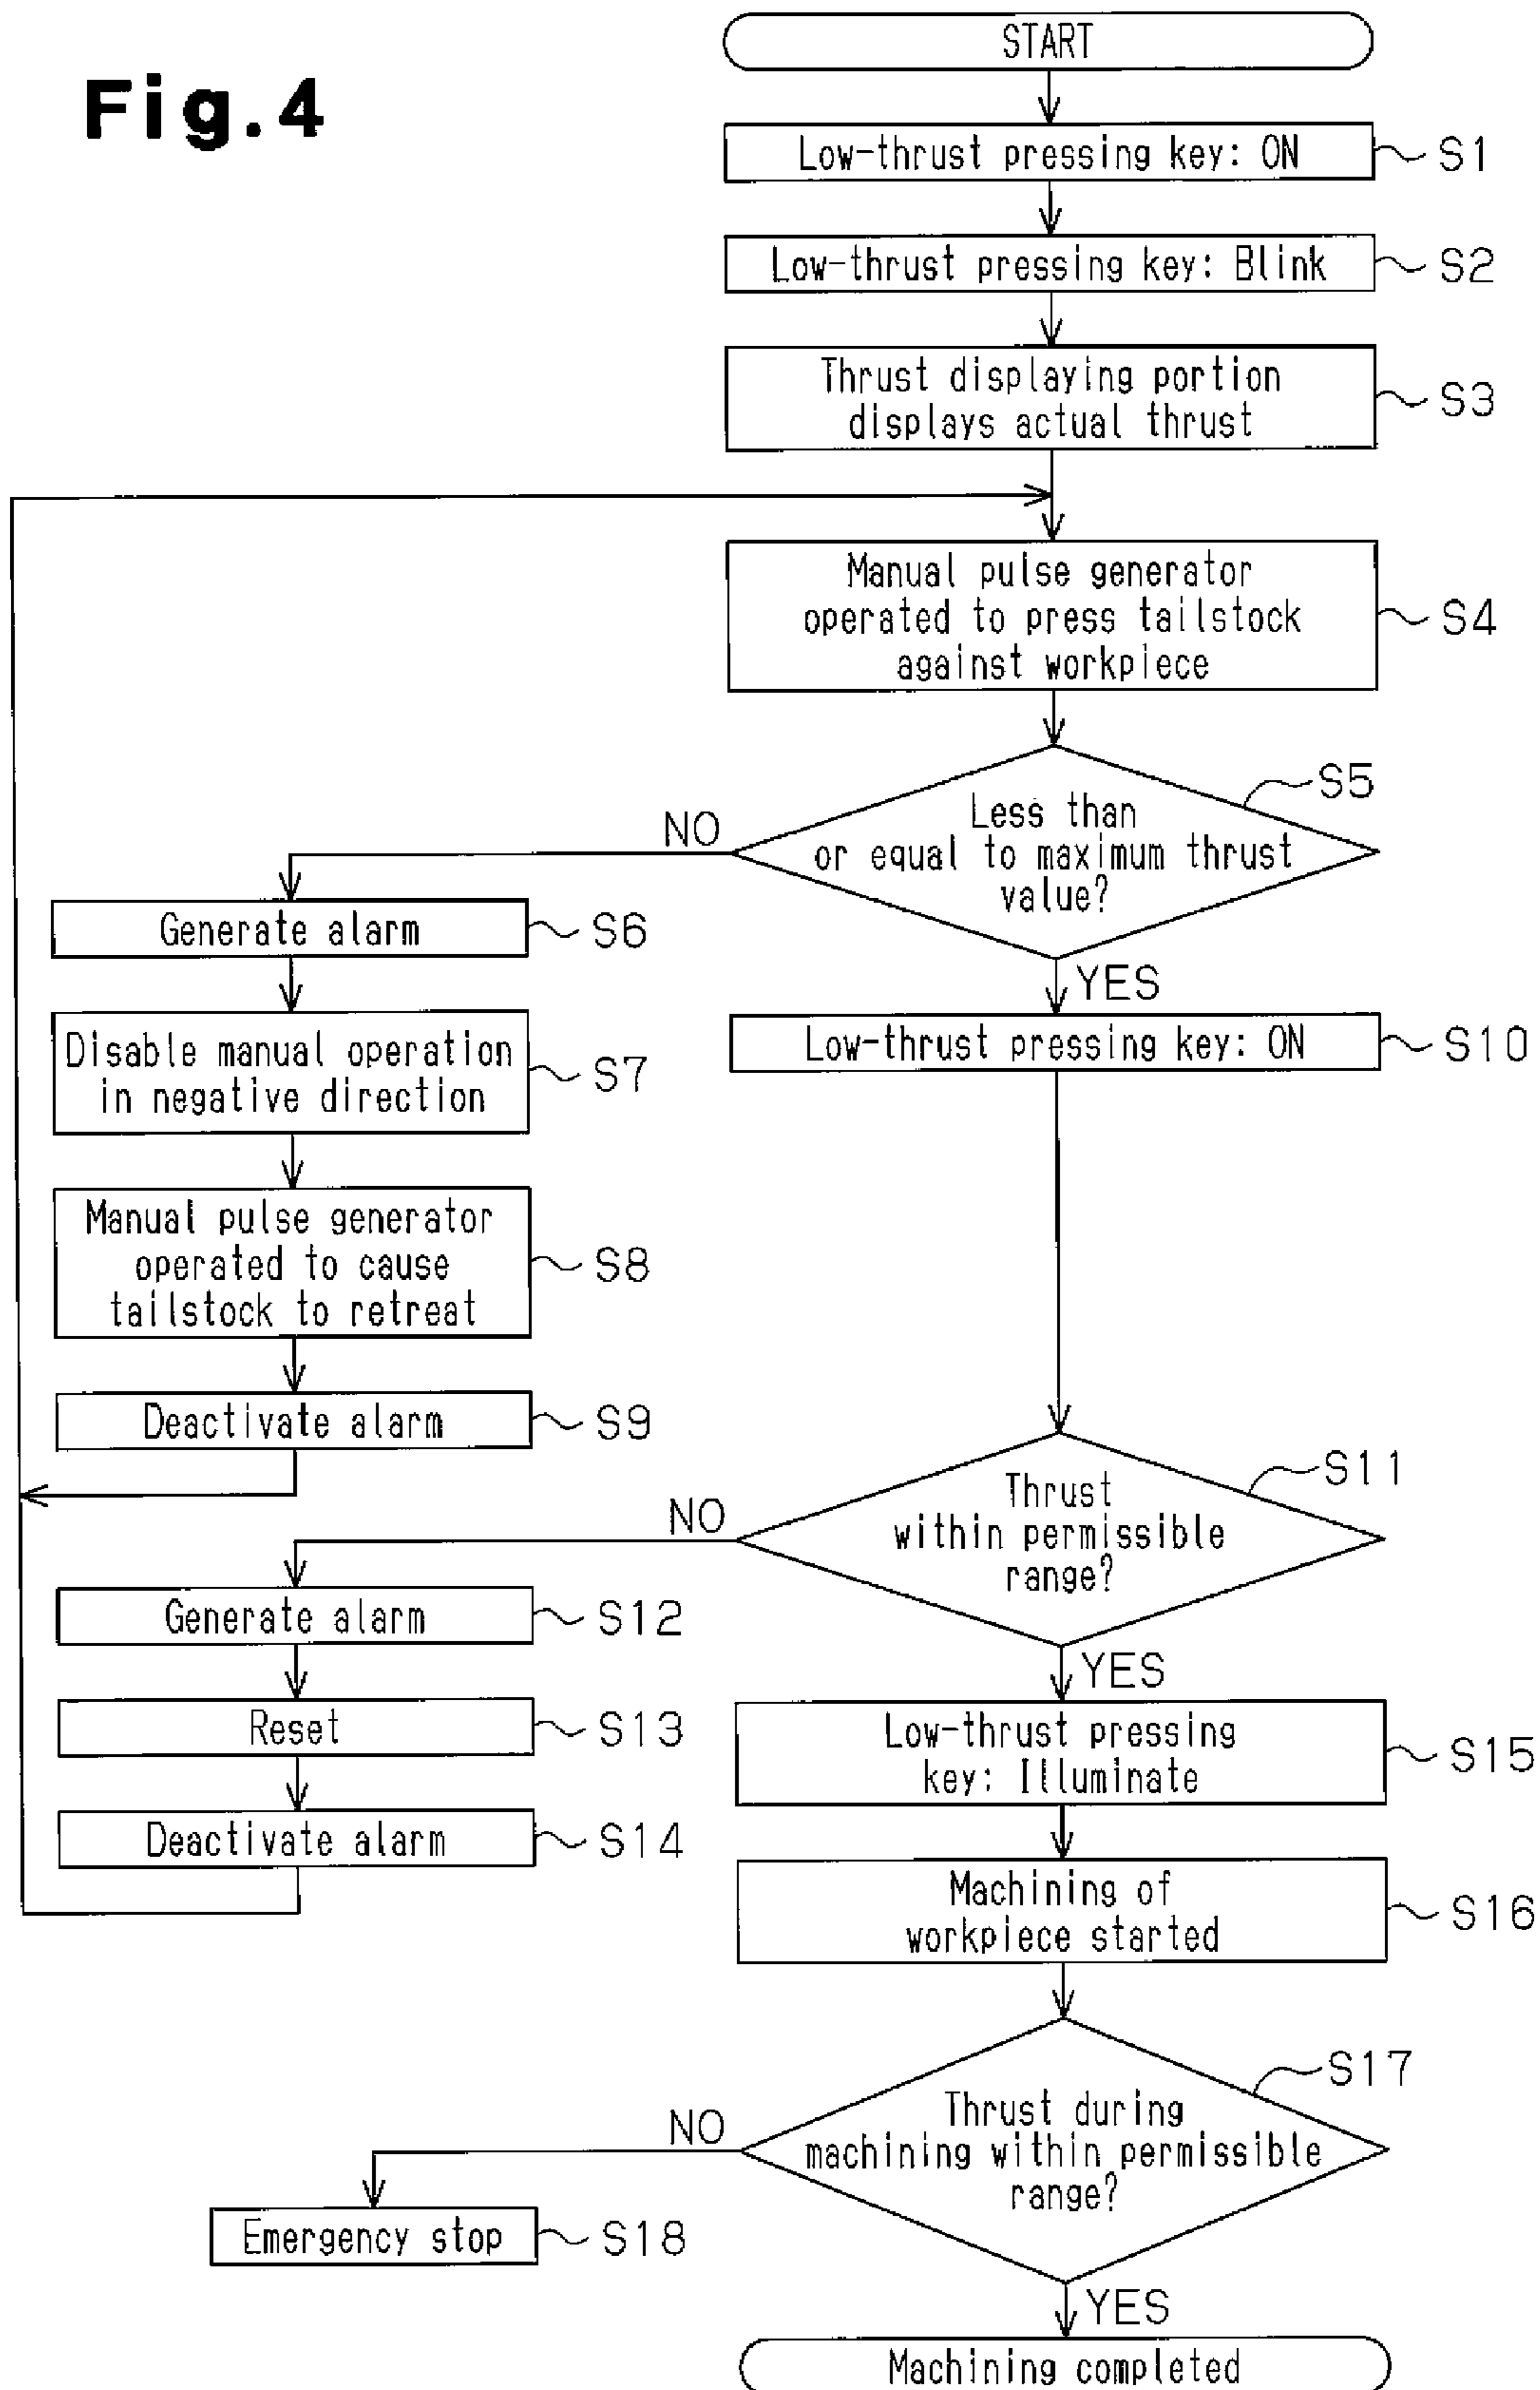 Fig.4
START
Low-thrust pressing key: ON
S1
Low-thrust pressing key: Blink
S2
Thrust displaying portion
displays actual thrust
S3
Manual pulse generator
operated to press tailstock
against workpiece
S4
Less than
or equal to maximum thrust
value?
S5
NO
YES
Generate alarm
S6
Disable manual operation
in negative direction
S7
Manual pulse generator
operated to cause
tailstock to retreat
S8
Deactivate alarm
S9
Low-thrust pressing key: ON
S10
Thrust
within permissible
range?
S11
NO
YES
Generate alarm
S12
Reset
S13
Deactivate alarm
S14
Low-thrust pressing
key: Illuminate
S15
Machining of
workpiece started
S16
Thrust during
machining within permissible
range?
S17
NO
YES
Emergency stop
S18
Machining completed